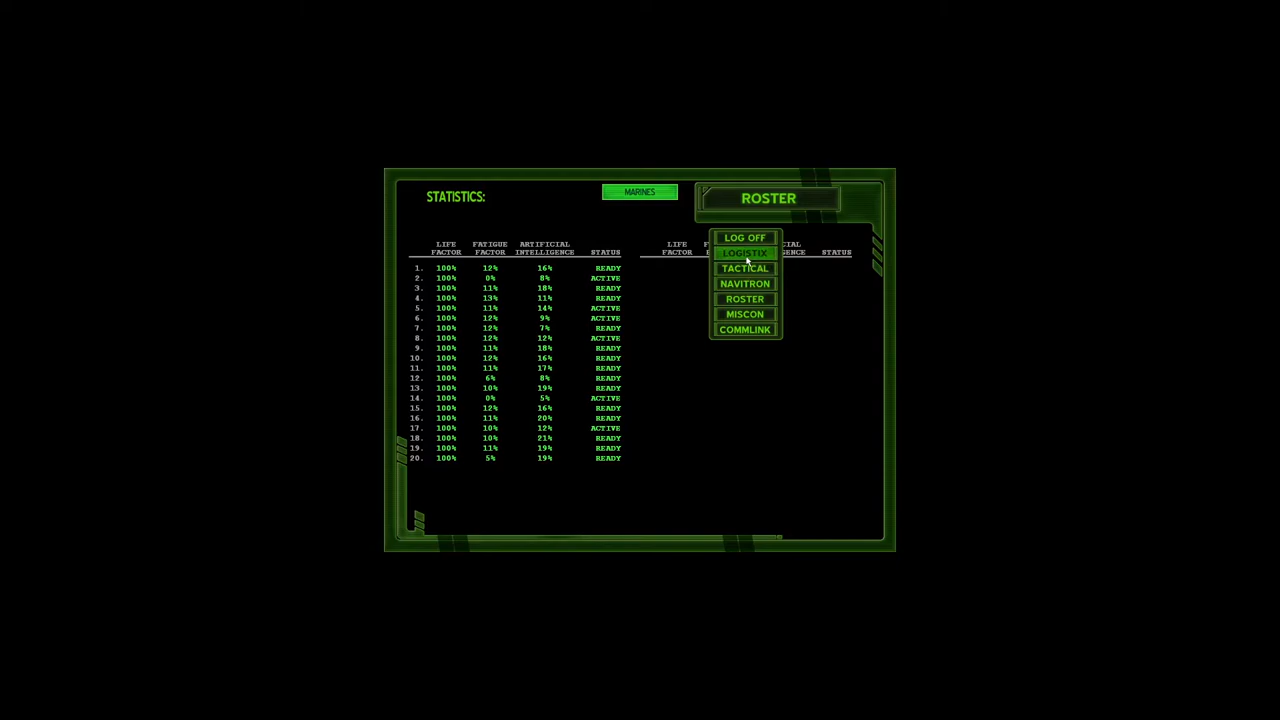 STATISTICS:
MARINES
ROSTER
LOG OFF
LOGISTIX
TACTICAL
NAVITRON
ROSTER
MISCON
COMMLINK
LIFE FATIGUE ARTIFICIAL
FACTOR FACTOR INTELLIGENCE STATUS
LIFE
FACTOR STATUS
1. 100% 12% 16% READY
2. 100% 0% 8% ACTIVE
3. 100% 11% 18% READY
4. 100% 13% 11% READY
5. 100% 11% 14% ACTIVE
6. 100% 12% 9% ACTIVE
7. 100% 12% 7% READY
8. 100% 12% 12% ACTIVE
9. 100% 11% 18% READY
10. 100% 12% 16% READY
11. 100% 11% 17% READY
12. 100% 6% 8% READY
13. 100% 10% 19% READY
14. 100% 0% 5% ACTIVE
15. 100% 12% 16% READY
16. 100% 11% 20% READY
17. 100% 10% 12% ACTIVE
18. 100% 10% 21% READY
19. 100% 11% 19% READY
20. 100% 5% 19% READY